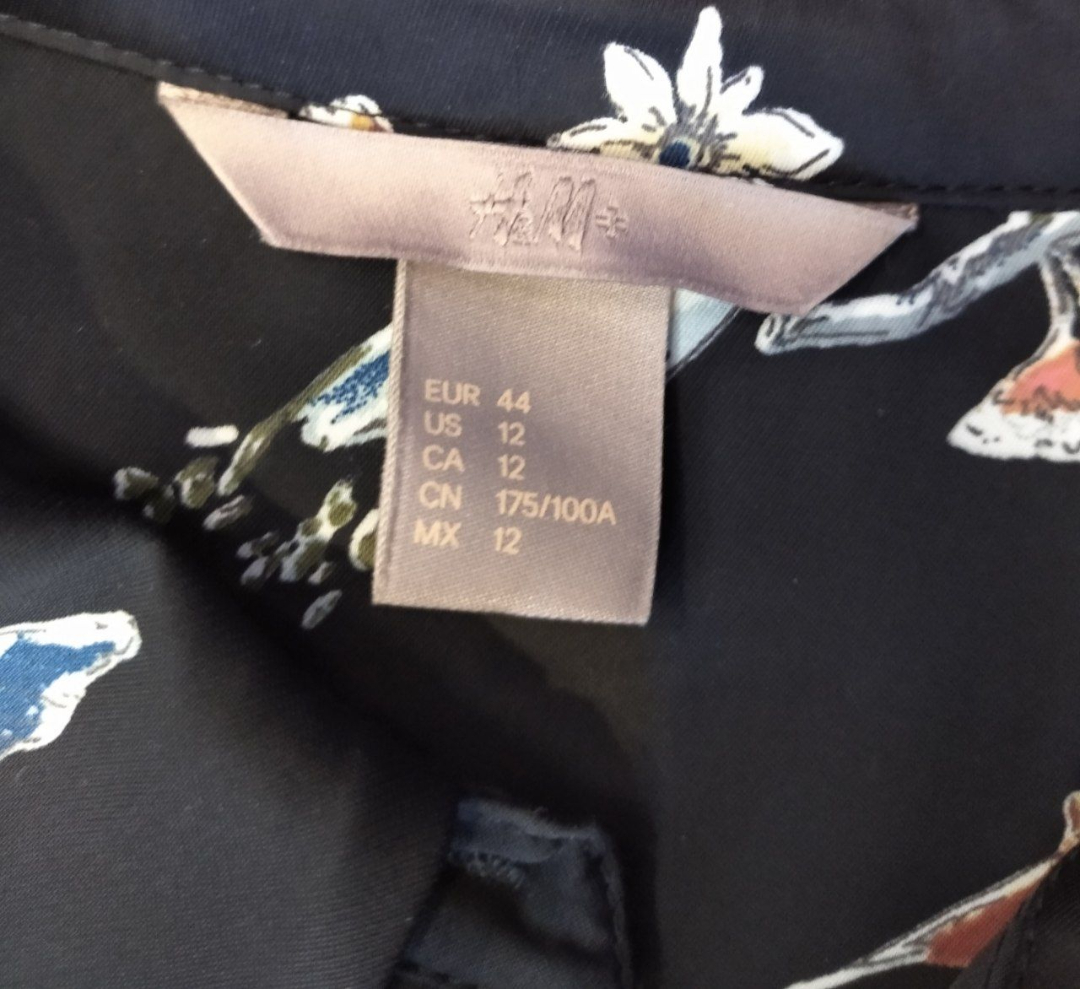 H&M+
EUR 44
US 12
CA 12
CN 175/100A
MX 12